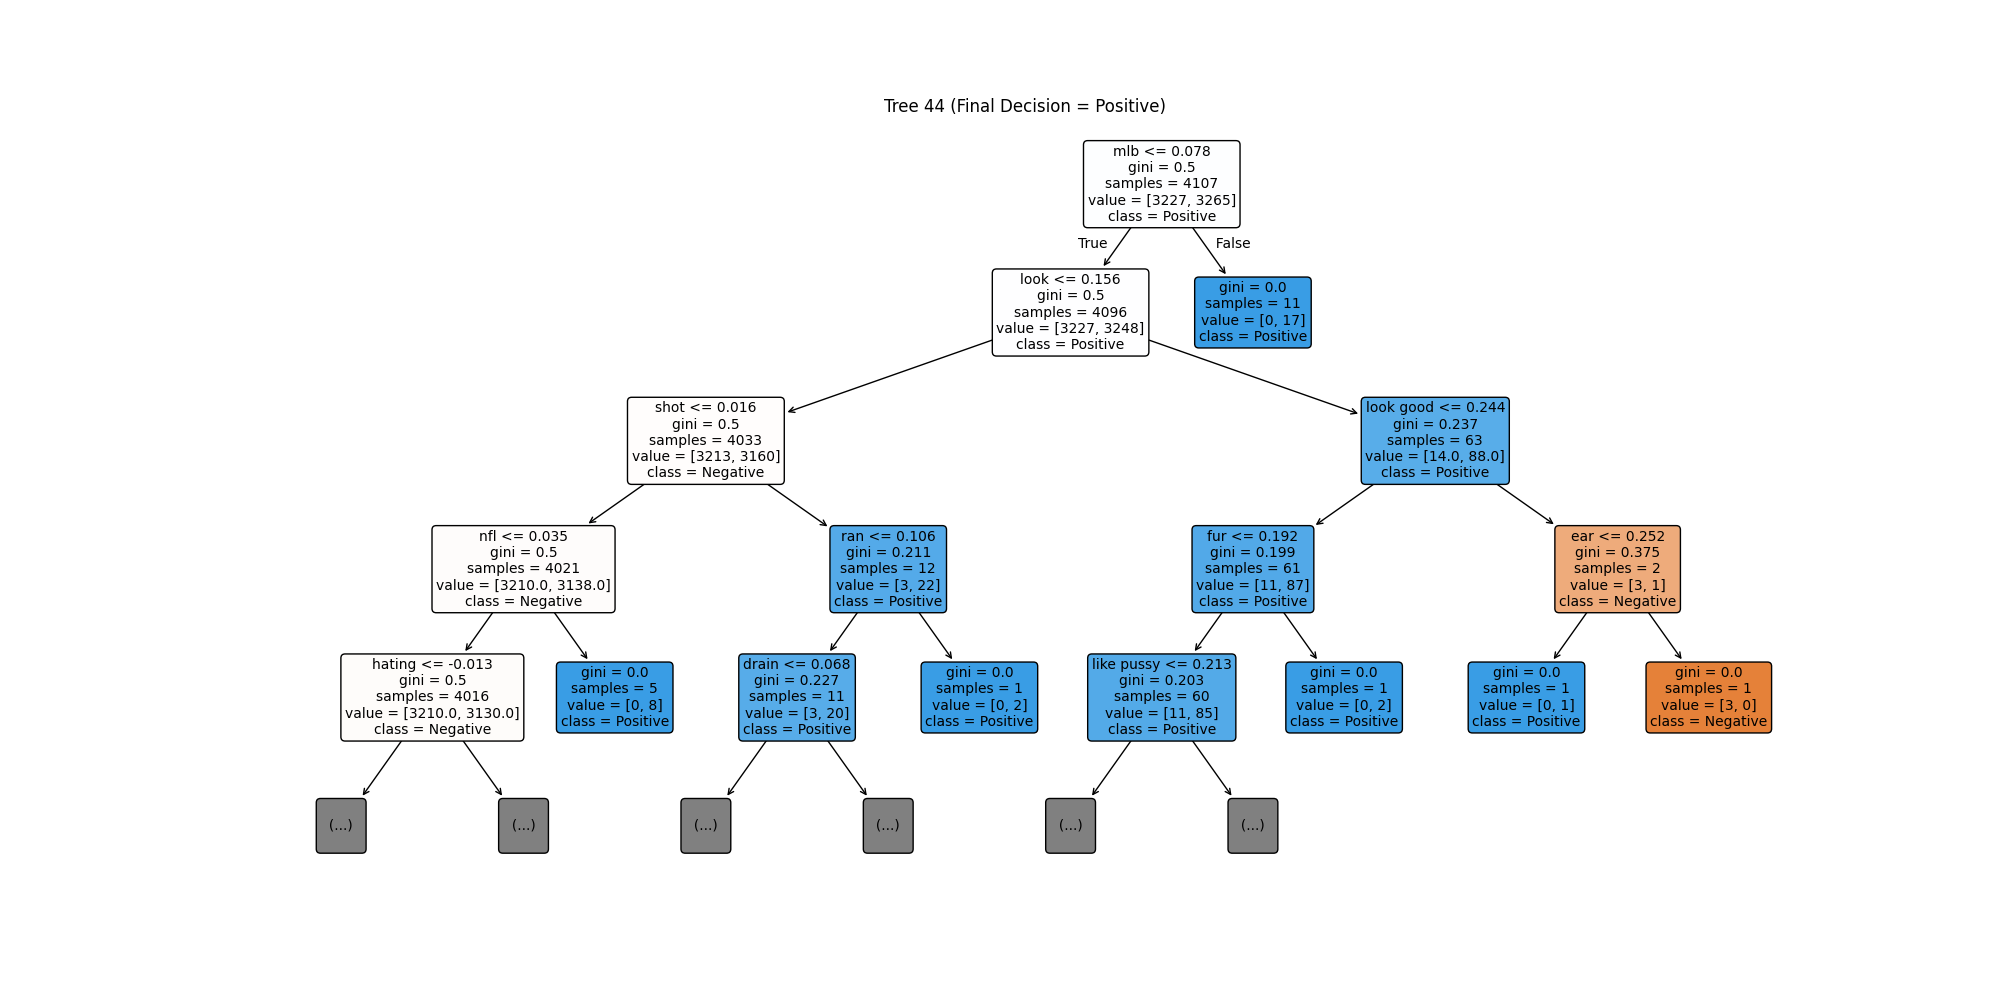 Tree 44 (Final Decision = Positive)
mlb <= 0.078
gini = 0.5
samples = 4107
value = [3227, 3265]
class = Positive
True
False
look <= 0.156
gini = 0.5
samples = 4096
value = [3227, 3248]
class = Positive
gini = 0.0
samples = 11
value = [0, 17]
class = Positive
shot <= 0.016
gini = 0.5
samples = 4033
value = [3213, 3160]
class = Negative
look good <= 0.244
gini = 0.237
samples = 63
value = [14.0, 88.0]
class = Positive
nfl <= 0.035
gini = 0.5
samples = 4021
value = [3210.0, 3138.0]
class = Negative
ran <= 0.106
gini = 0.211
samples = 12
value = [3, 22]
class = Positive
fur <= 0.192
gini = 0.199
samples = 61
value = [11, 87]
class = Positive
ear <= 0.252
gini = 0.375
samples = 2
value = [3, 1]
class = Negative
hating <= -0.013
gini = 0.5
samples = 4016
value = [3210.0, 3130.0]
class = Negative
gini = 0.0
samples = 5
value = [0, 8]
class = Positive
drain <= 0.068
gini = 0.227
samples = 11
value = [3, 20]
class = Positive
gini = 0.0
samples = 1
value = [0, 2]
class = Positive
like pussy <= 0.213
gini = 0.203
samples = 60
value = [11, 85]
class = Positive
gini = 0.0
samples = 1
value = [0, 2]
class = Positive
gini = 0.0
samples = 1
value = [0, 1]
class = Positive
gini = 0.0
samples = 1
value = [3, 0]
class = Negative
(...)
(...)
(...)
(...)
(...)
(...)